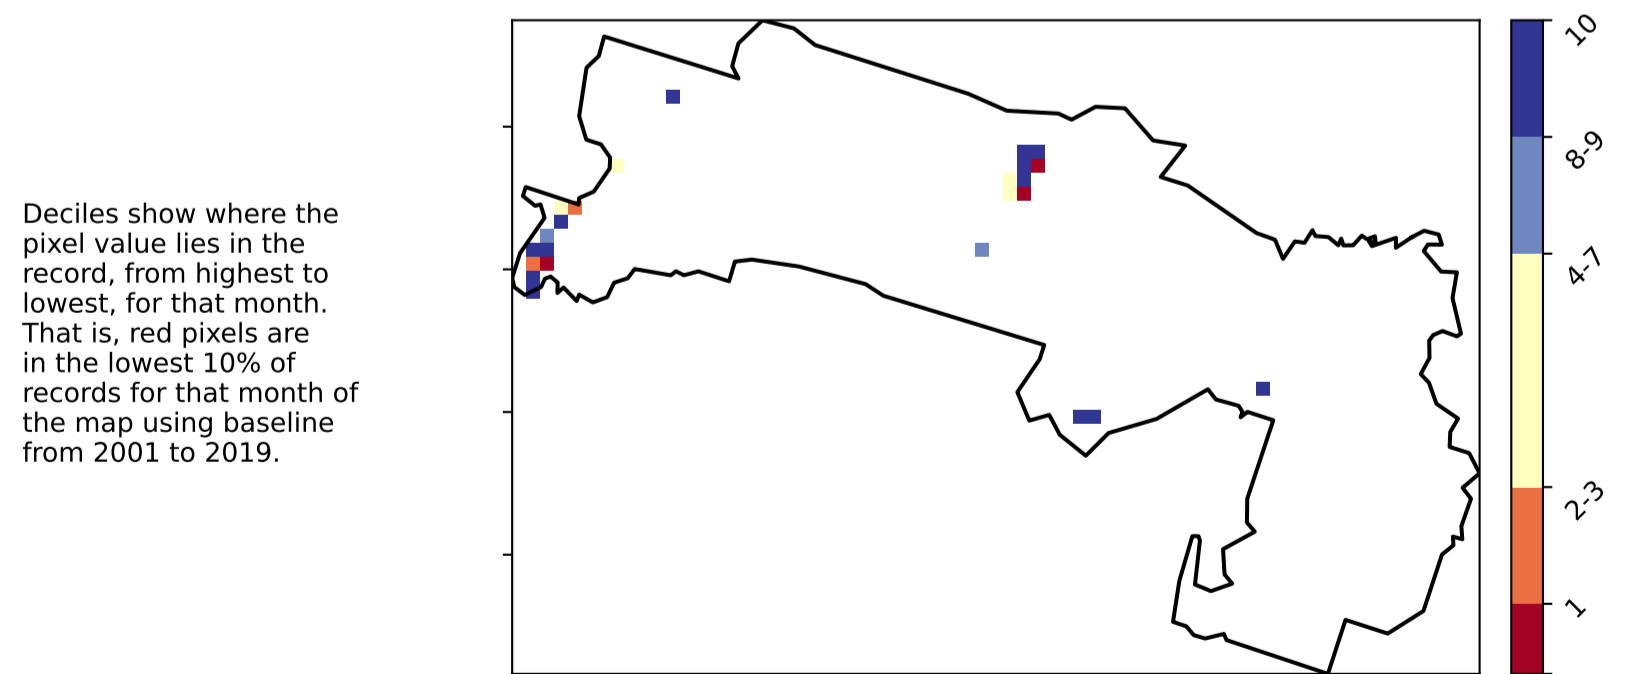 Deciles show where the
pixel value lies in the
record, from highest to
lowest, for that month.
That is, red pixels are
in the lowest 10% of
records for that month of
the map using baseline
from 2001 to 2019.
10
8-9
4-7
2-3
1